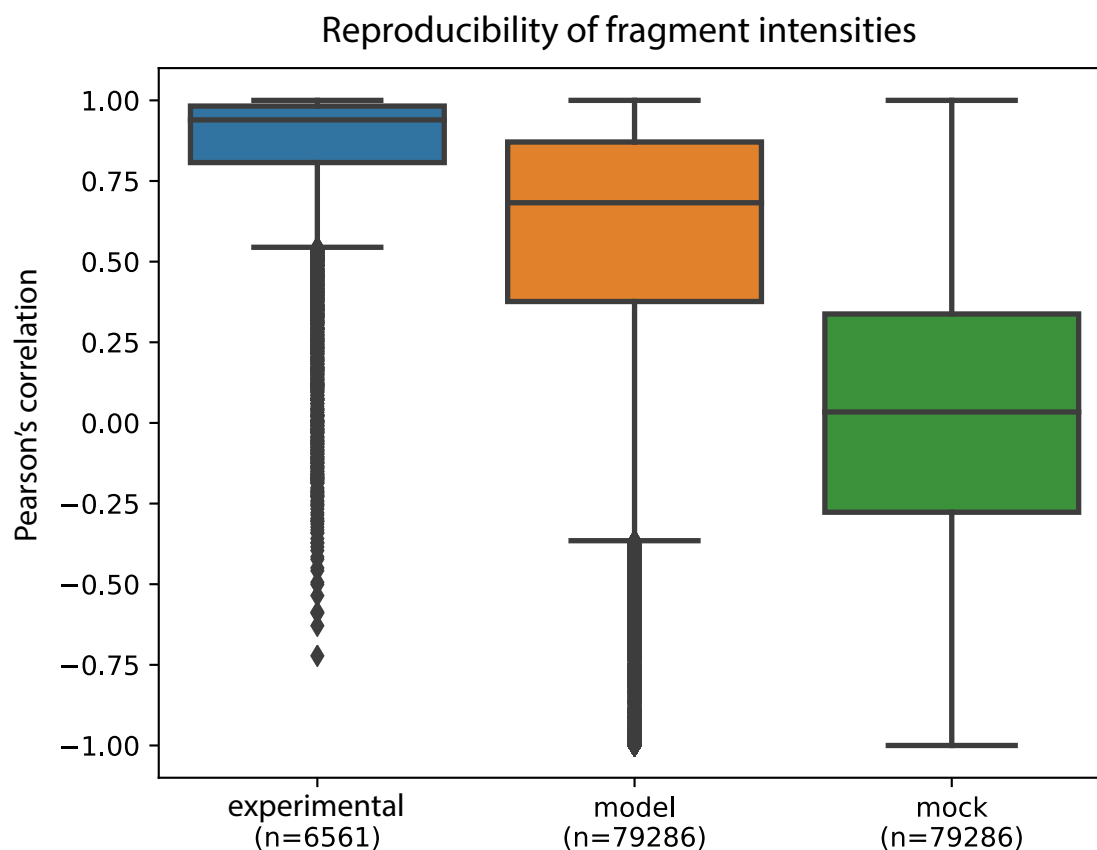 Reproducibility of fragment intensities
Pearson's correlation
1.00
0.75
0.50
0.25
0.00
−0.25
−0.50
−0.75
−1.00
experimental
(n=6561)
model
(n=79286)
mock
(n=79286)